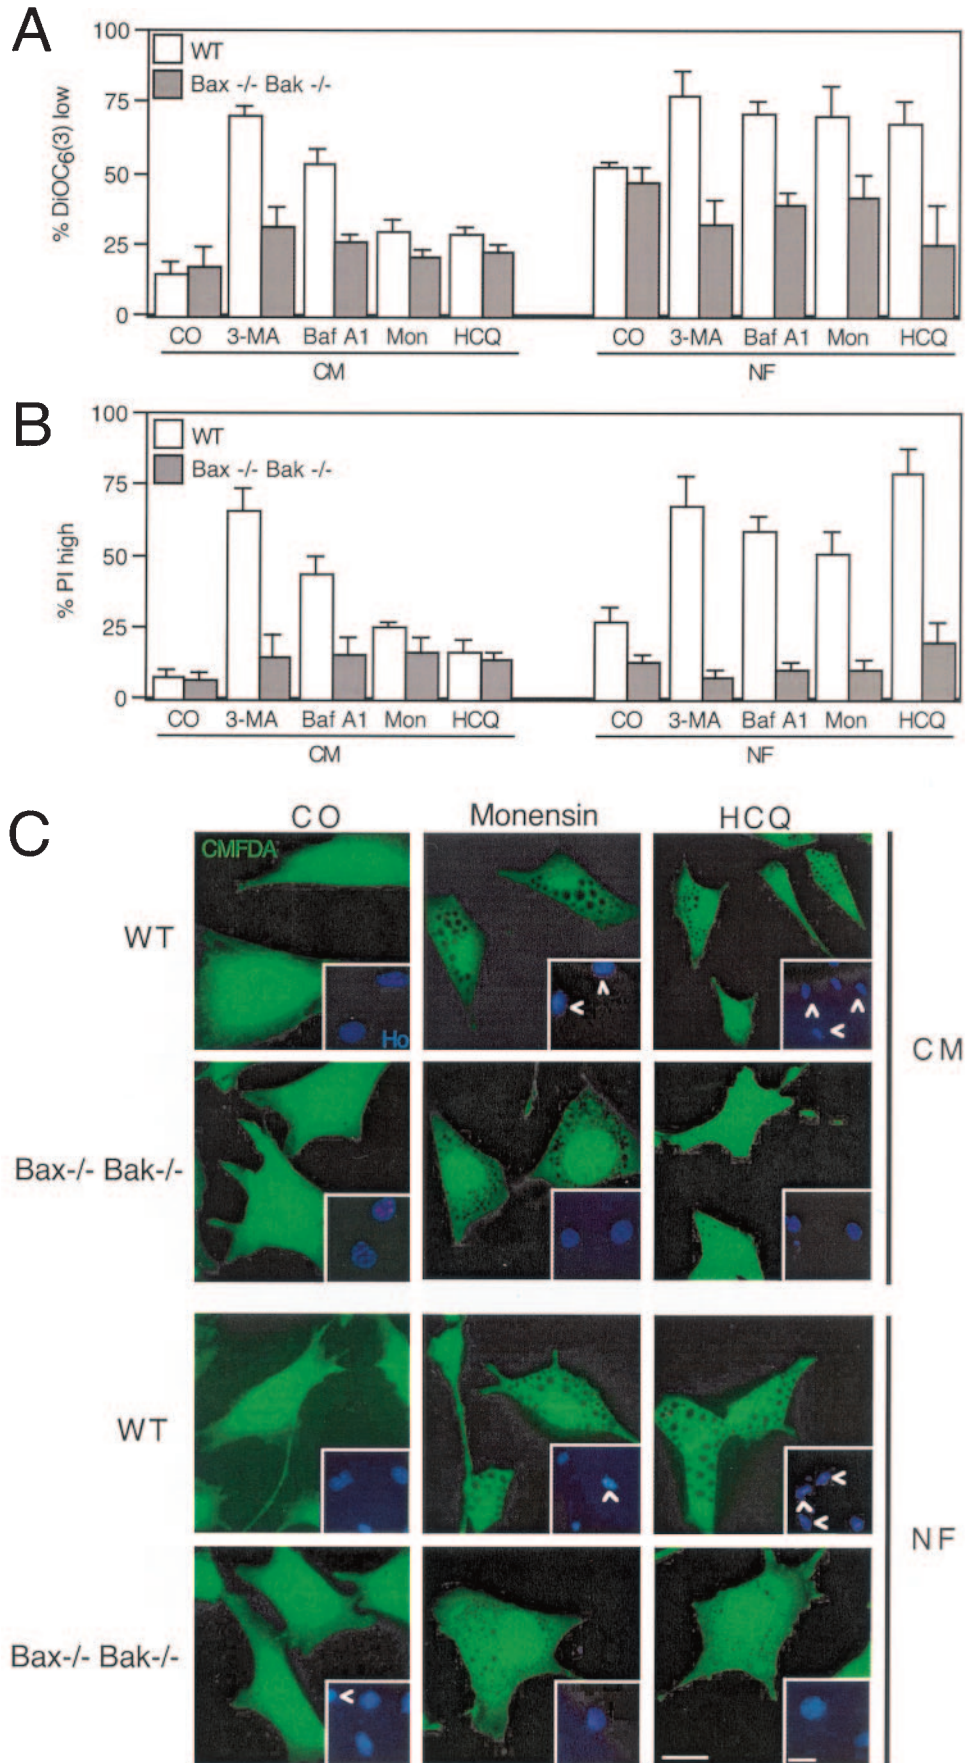 A
100
WT
Bax -/- Bak -/-
75
50
25
0
% DiOC6(3) low
CO 3-MA Baf A1 Mon HCQ CO 3-MA Baf A1 Mon HCQ
CM NF
B
100
WT
Bax -/- Bak -/-
75
50
25
0
% PI high
CO 3-MA Baf A1 Mon HCQ CO 3-MA Baf A1 Mon HCQ
CM NF
C
CO Monensin HCQ
CMFDA
WT
Ho
CM
Bax-/- Bak-/-
WT
NF
Bax-/- Bak-/-